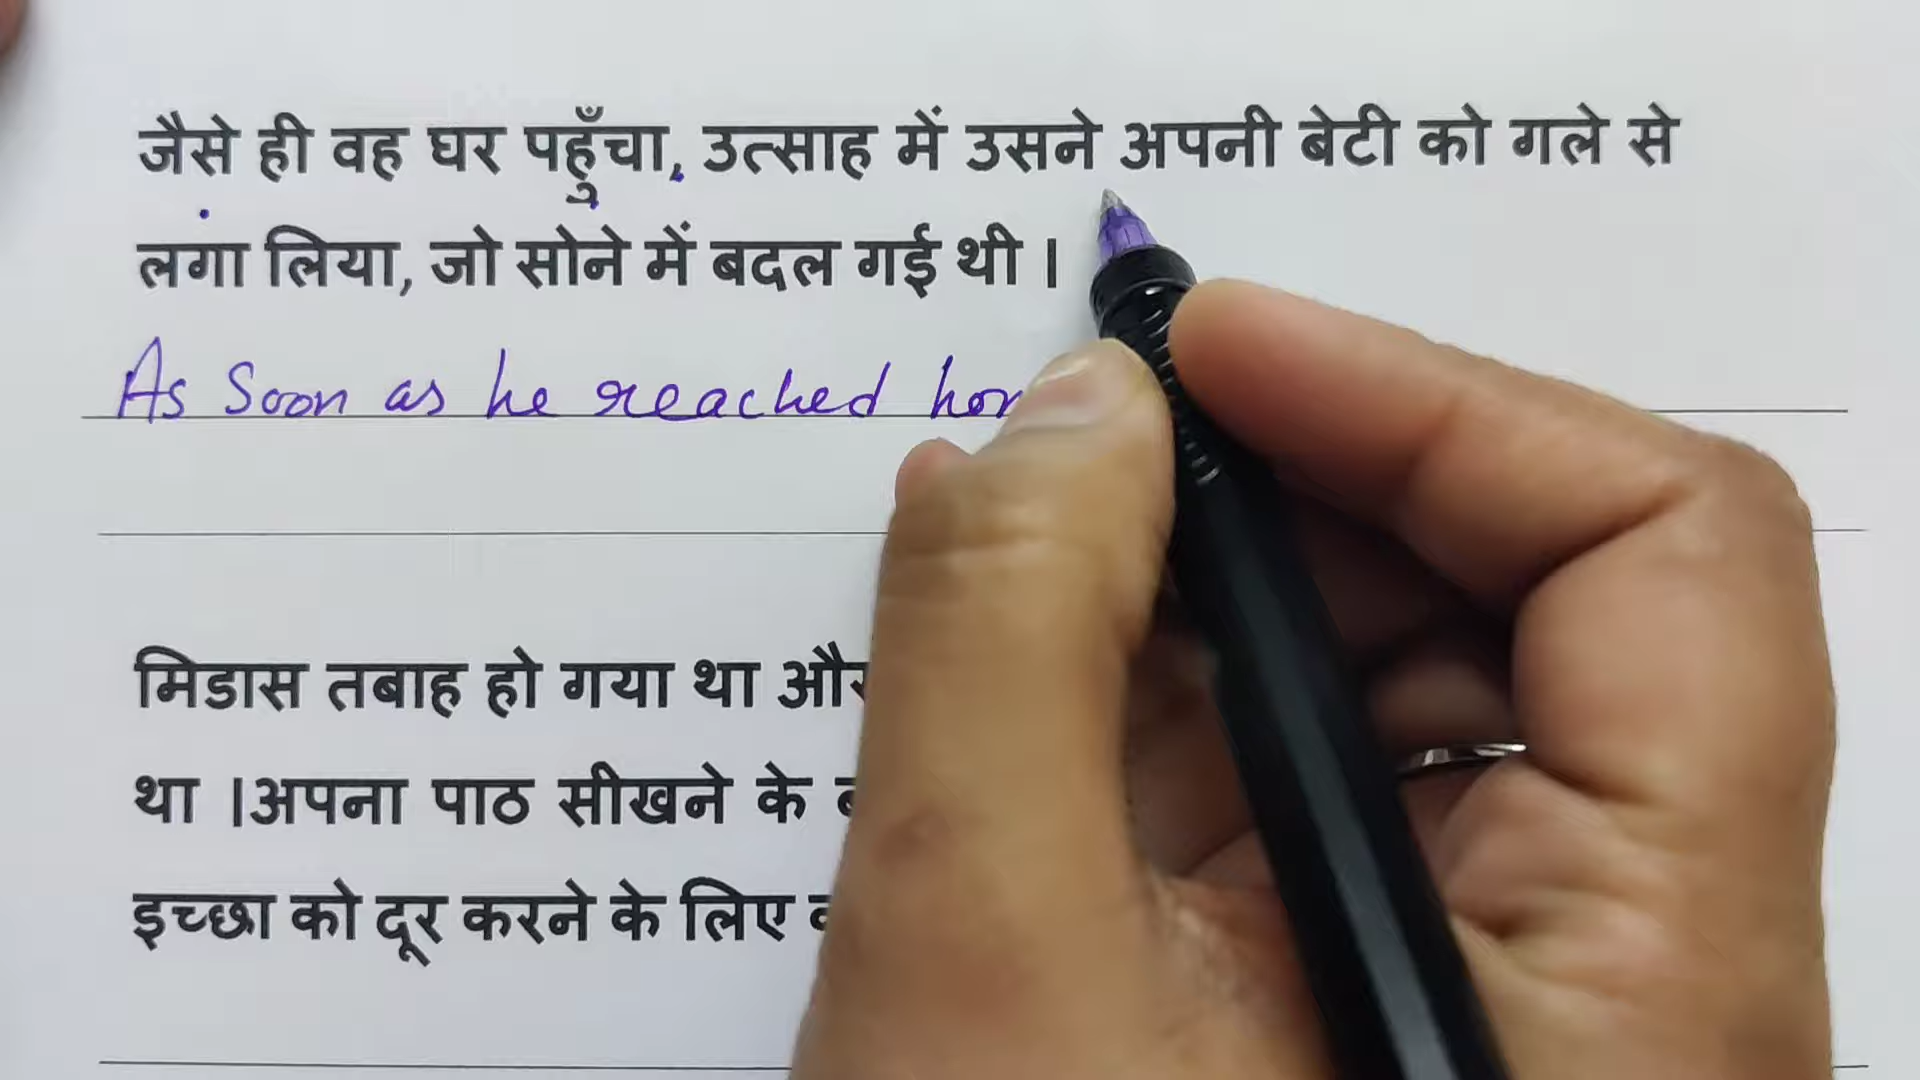 जैसे ही वह घर पहुँचा, उत्साह में उसने अपनी बेटी को गले से
लगा लिया, जो सोने में बदल गई थी ।
As soon as he reached
मिडास तबाह हो गया था
था ।अपना पाठ सीखने के
इच्छा को दूर करने के लिए